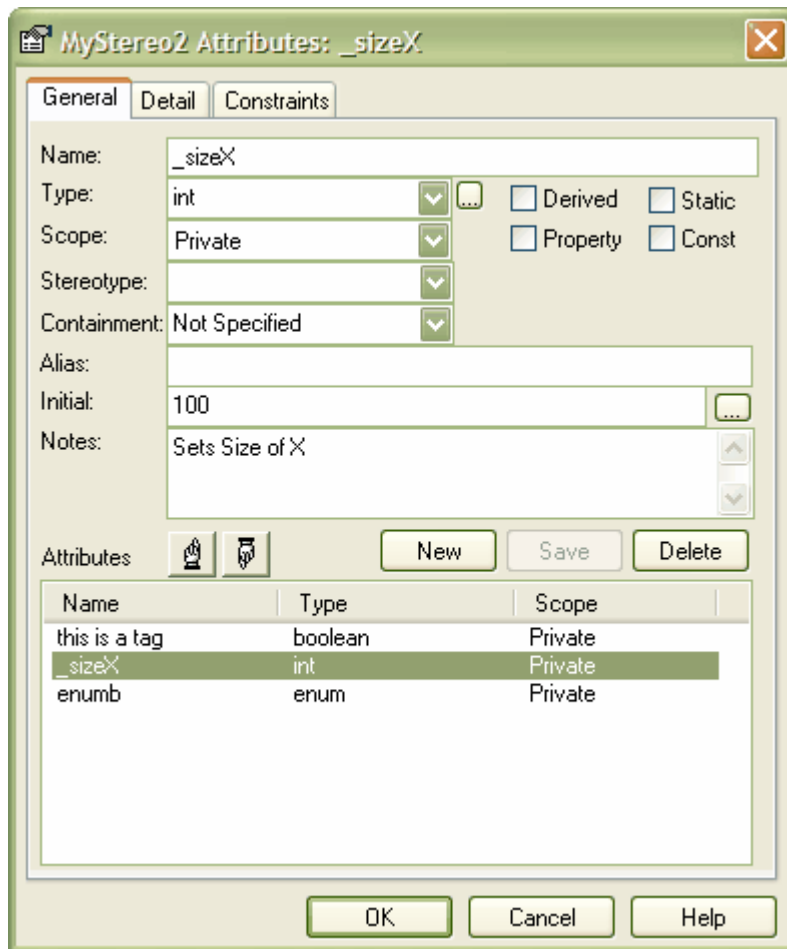 MyStereo2 Attributes: _sizeX
General Detail Constraints
Name: _sizeX
Type: int ... Derived Static
Scope: Private Property Const
Stereotype:
Containment: Not Specified
Alias:
Initial: 100 ...
Notes: Sets Size of X
Attributes New Save Delete
Name Type Scope
this is a tag boolean Private
_sizeX int Private
enumb enum Private
OK Cancel Help